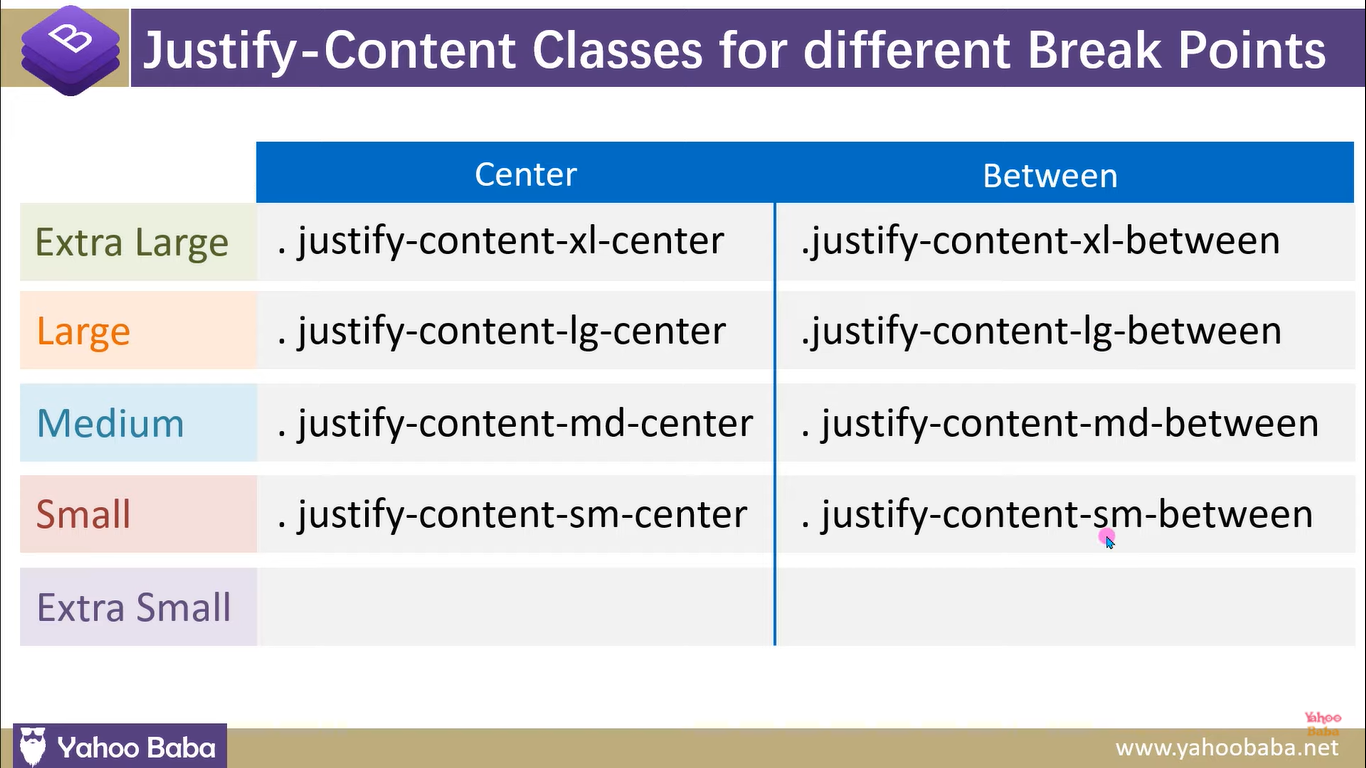 B
Justify-Content Classes for different Break Points
Center Between
Extra Large . justify-content-xl-center .justify-content-xl-between
Large . justify-content-lg-center .justify-content-lg-between
Medium . justify-content-md-center . justify-content-md-between
Small . justify-content-sm-center . justify-content-sm-between
Extra Small
Yahoo
Baba
Yahoo Baba www.yahoobaba.net